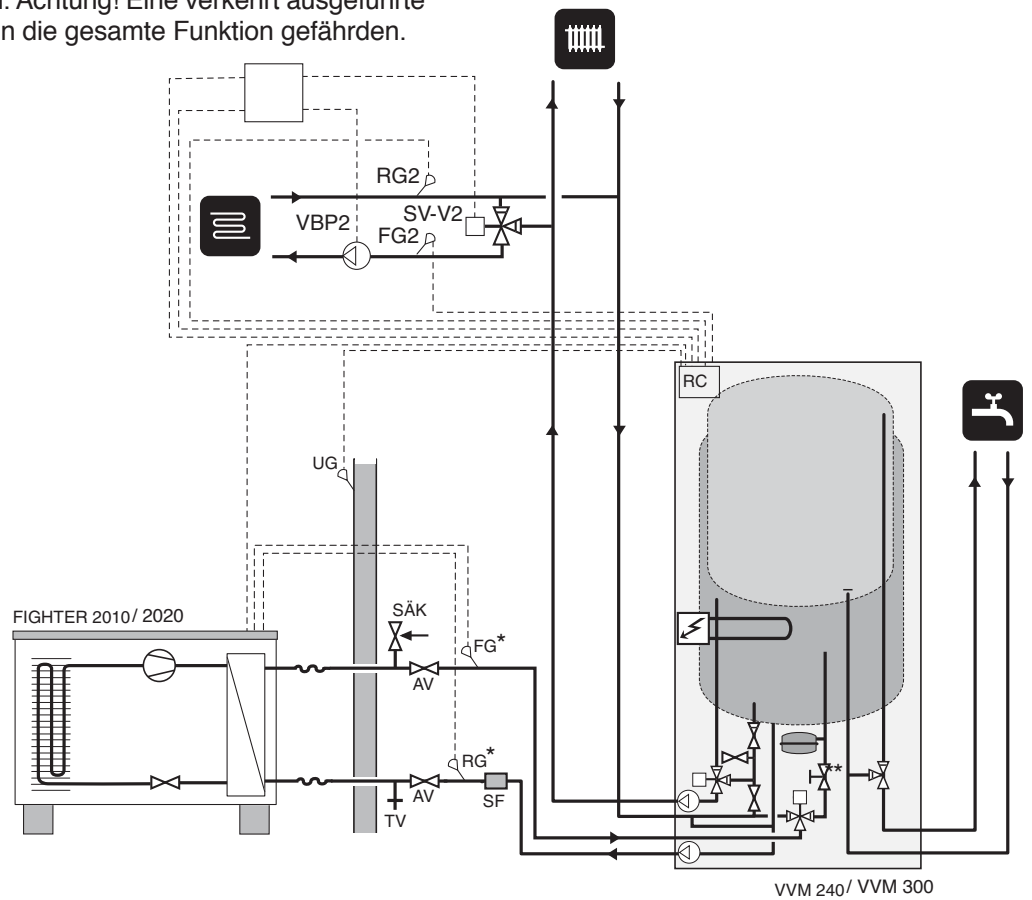 Achtung! Eine verkehrt ausgeführte
die gesamte Funktion gefährden.
RG2
SV-V2
VBP2
FG2
RC
UG
FIGHTER 2010/ 2020
SÄK
FG*
AV
RG*
**
AV
SF
TV
VVM 240/ VVM 300